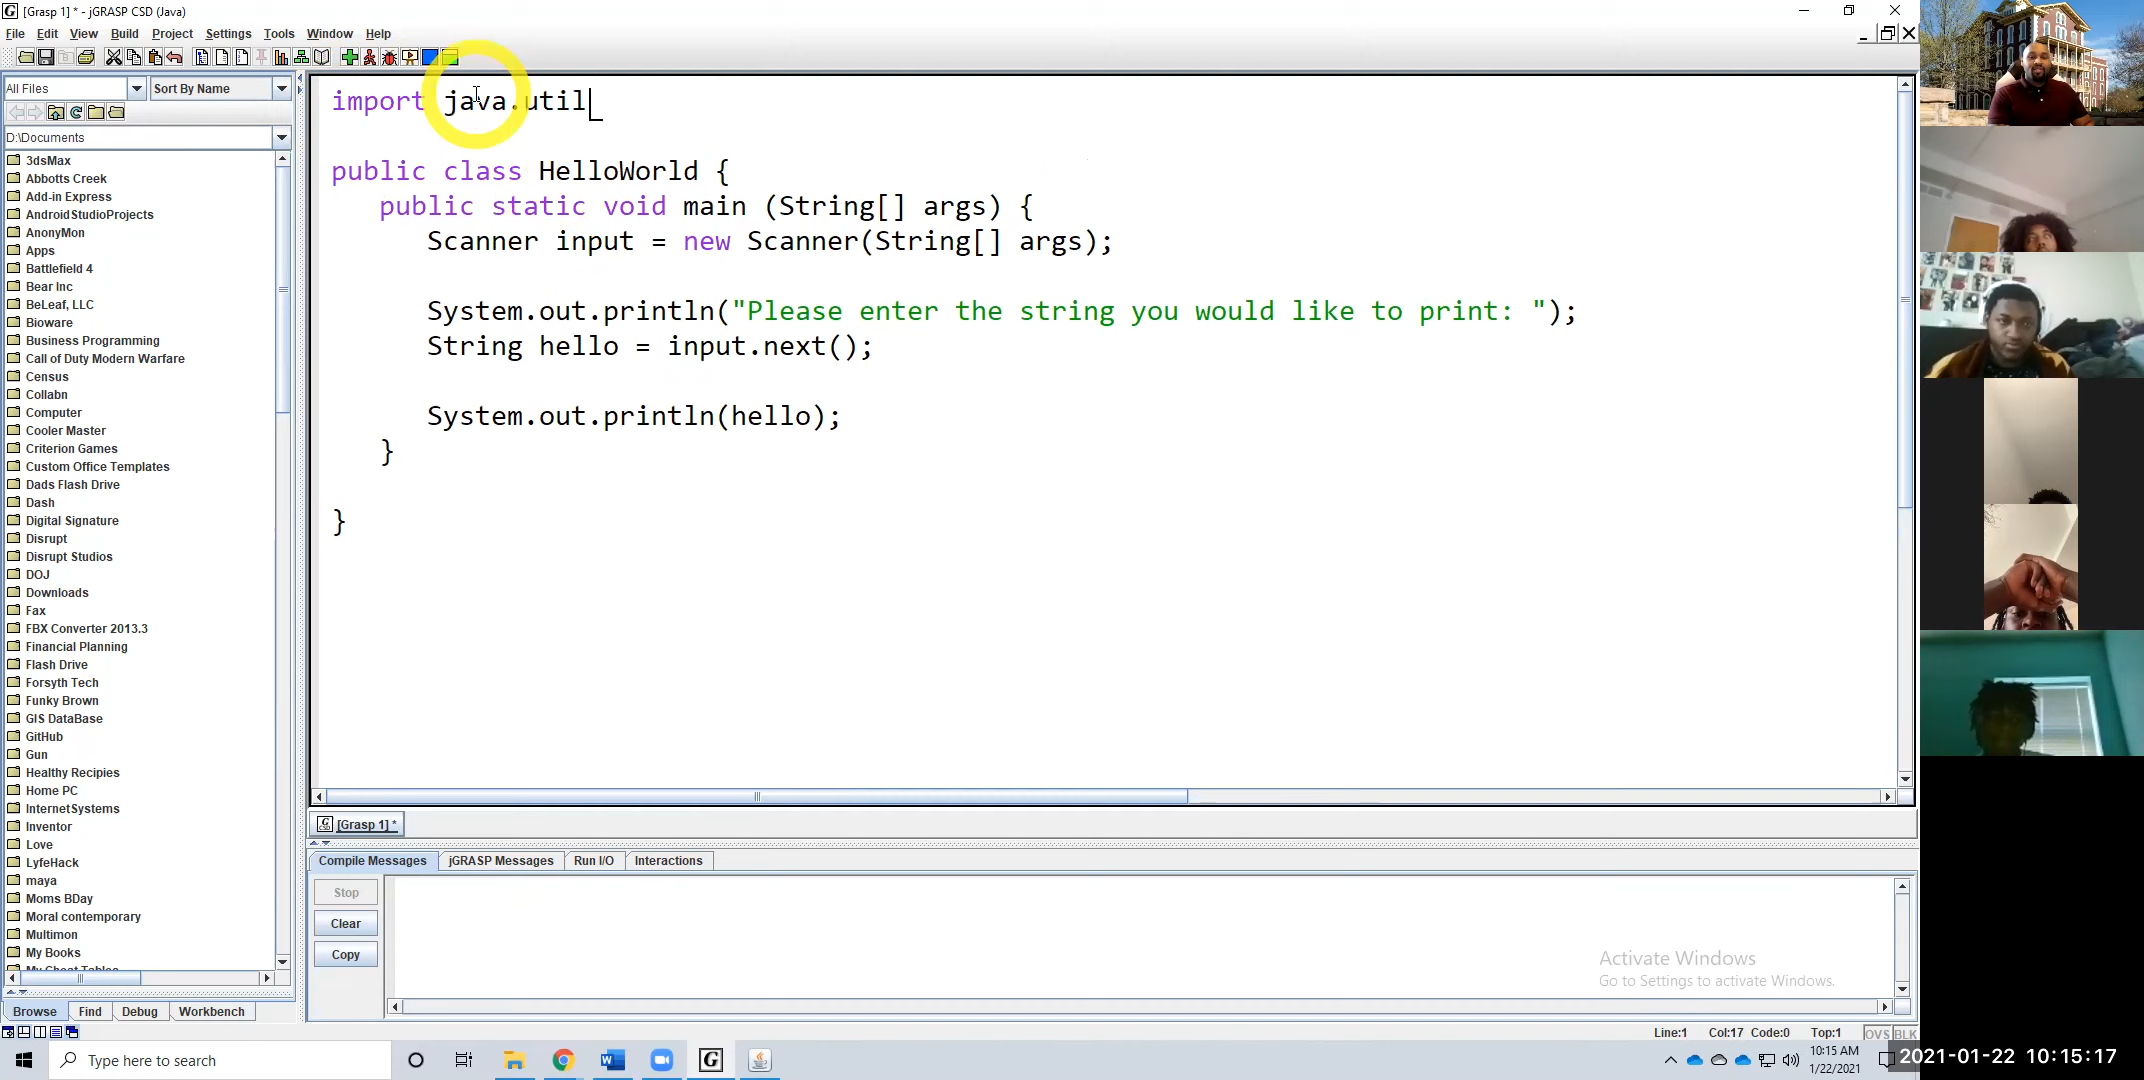 [Grasp 1] * - jGRASP CSD (Java)
File Edit View Build Project Settings Tools Window Help
All Files
Sort By Name
D:\Documents
3dsMax
Abbotts Creek
Add-in Express
AndroidStudioProjects
AnonyMon
Apps
Battlefield 4
Bear Inc
BeLeaf, LLC
Bioware
Business Programming
Call of Duty Modern Warfare
Census
Collabn
Computer
Cooler Master
Criterion Games
Custom Office Templates
Dads Flash Drive
Dash
Digital Signature
Disrupt
Disrupt Studios
DOJ
Downloads
Fax
FBX Converter 2013.3
Financial Planning
Flash Drive
Forsyth Tech
Funky Brown
GIS DataBase
GitHub
Gun
Healthy Recipies
Home PC
InternetSystems
Inventor
Love
LyfeHack
maya
Moms BDay
Moral contemporary
Multimon
My Books
Browse Find Debug Workbench
import java.util
public class HelloWorld {
public static void main (String[] args) {
Scanner input = new Scanner(String[] args);
System.out.println("Please enter the string you would like to print: ");
String hello = input.next();
System.out.println(hello);
}
}
[Grasp 1] *
Compile Messages jGRASP Messages Run I/O Interactions
Stop
Clear
Copy
Activate Windows
Go to Settings to activate Windows.
Line:1 Col:17 Code:0 Top:1 OVS BLK
Type here to search
10:15 AM
1/22/2021
2021-01-22 10:15:17